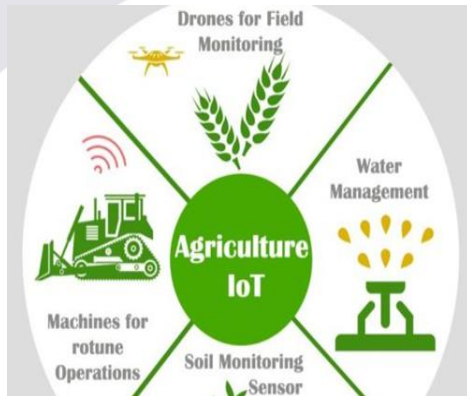 Drones for Field
Monitoring
Water
Management
Agriculture
IoT
Machines for
rotune
Operations
Soil Monitoring
Sensor